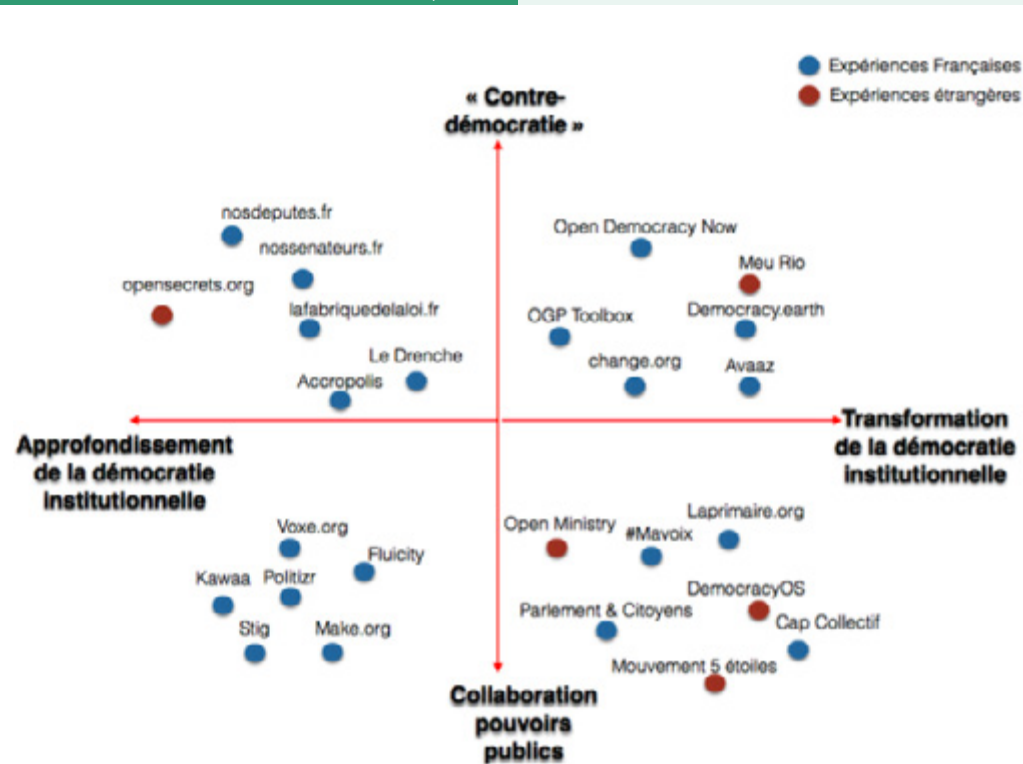 Expériences Françaises
Expériences étrangères
« Contre-
démocratie »
nosdeputes.fr
nossenateurs.fr
opensecrets.org
lafabriquedelaloi.fr
Le Drenche
Accropolis
Open Democracy Now
Meu Rio
OGP Toolbox
Democracy.earth
change.org
Avaaz
Approfondissement
de la démocratie
institutionnelle
Transformation
de la démocratie
institutionnelle
Voxe.org
Fluicity
Kawaa
Politizr
Stig
Make.org
Open Ministry
#Mavoix
Laprimaire.org
DemocracyOS
Parlement & Citoyens
Cap Collectif
Mouvement 5 étoiles
Collaboration
pouvoirs
publics